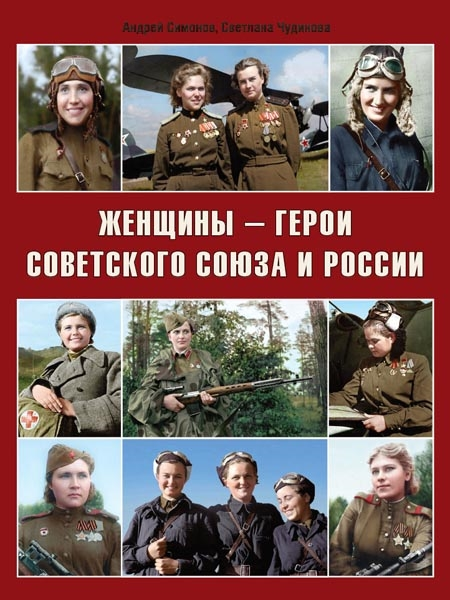 Андрей Симонов, Светлана Чудинова
ЖЕНЩИНЫ – ГЕРОИ
СОВЕТСКОГО СОЮЗА И РОССИИ